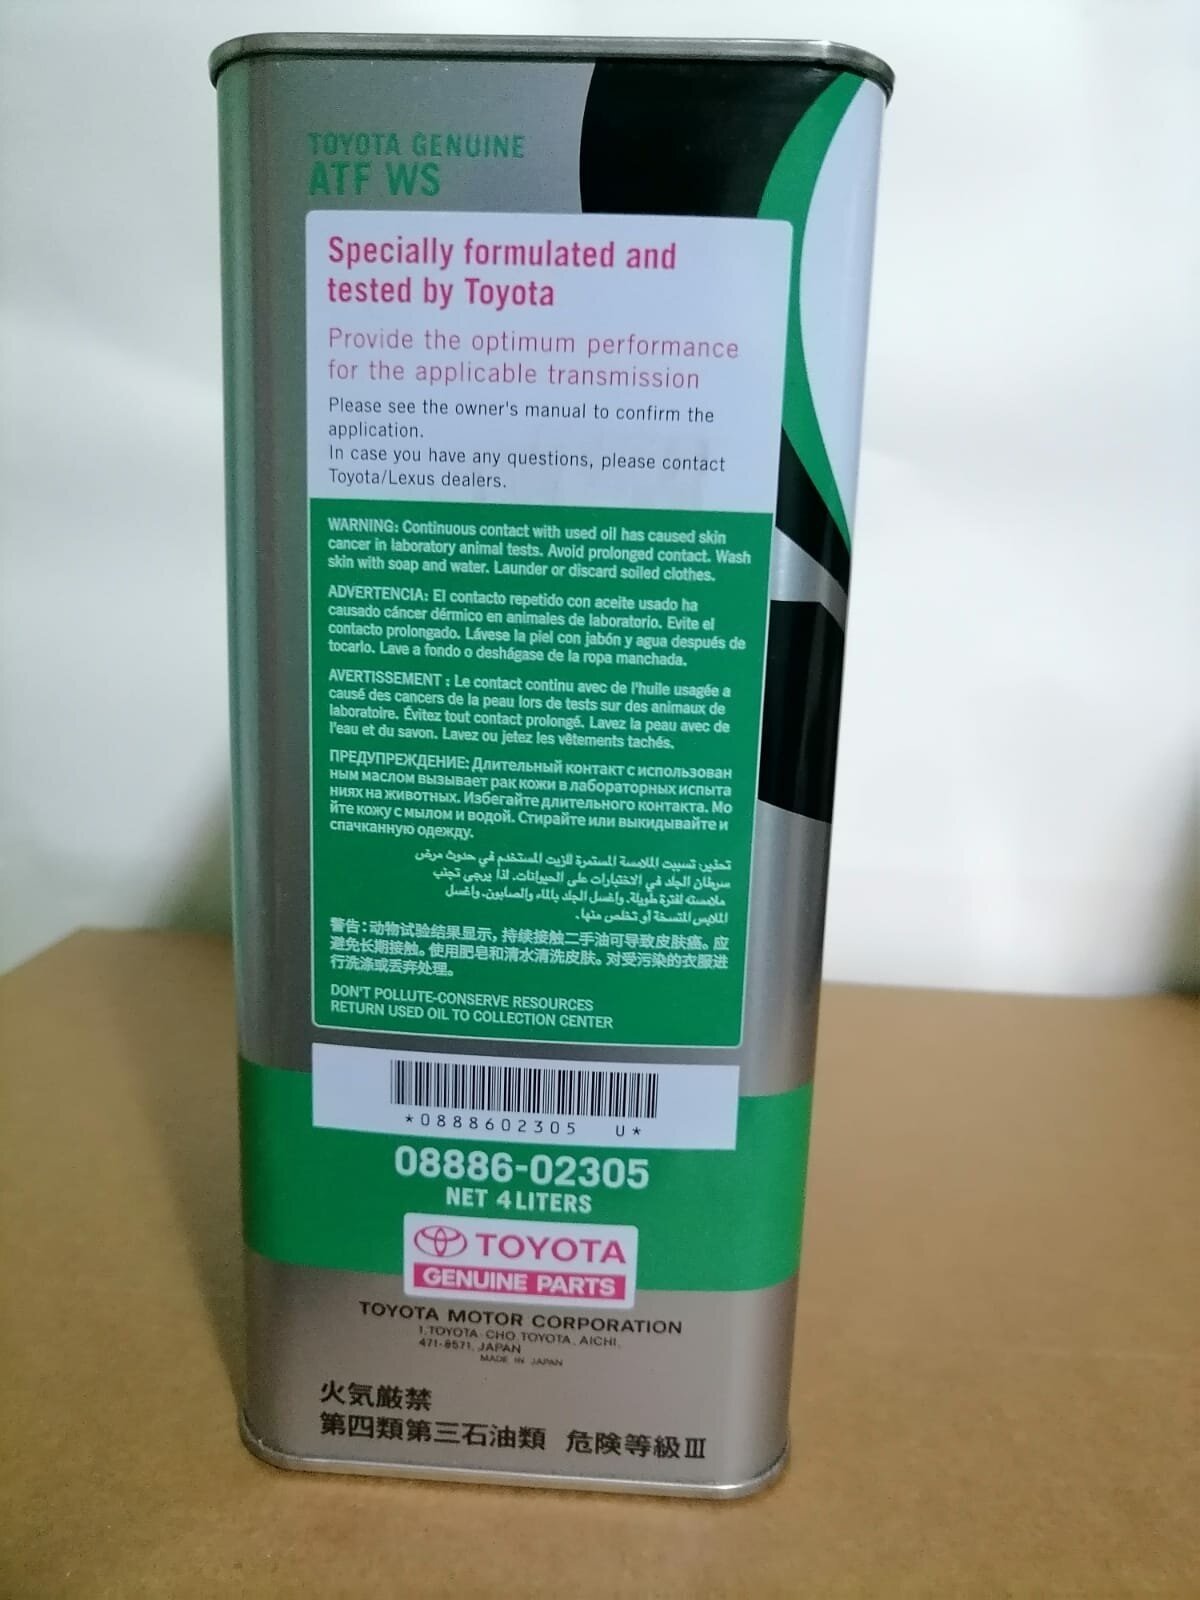 TOYOTA GENUINE
ATF WS
Specially formulated and
tested by Toyota
Provide the optimum performance
for the applicable transmission
Please see the owner's manual to confirm the
application.
In case you have any questions, please contact
Toyota/Lexus dealers.
WARNING: Continuous contact with used oil has caused skin
cancer in laboratory animal tests. Avoid prolonged contact. Wash
skin with soap and water. Launder or discard soiled clothes.
ADVERTENCIA: El contacto repetido con aceite usado ha
causado cáncer dérmico en animales de laboratorio. Evite el
contacto prolongado. Lávese la piel con jabón y agua después de
tocarlo. Lave a fondo o deshágase de la ropa manchada.
AVERTISSEMENT : Le contact continu avec de l'huile usagée a
causé des cancers de la peau lors de tests sur des animaux de
laboratoire. Évitez tout contact prolongé. Lavez la peau avec de
l'eau et du savon. Lavez ou jetez les vêtements tachés.
ПРЕДУПРЕЖДЕНИЕ: Длительный контакт с использован
ным маслом вызывает рак кожи в лабораторных испыта
ниях на животных. Избегайте длительного контакта. Мо
йте кожу с мылом и водой. Стирайте или выкидывайте и
спачканную одежду.
تحذير: تسببت الملامسة المستمرة للزيت المستخدم في حدوث مرض
سرطان الجلد في الاختبارات على الحيوانات. لذا يرجى تجنب
ملامسته لفترة طويلة. واغسل الجلد بالماء والصابون. واغسل
الملابس المتسخة أو تخلص منها.
警告：动物试验结果显示，持续接触二手油可导致皮肤癌。应
避免长期接触。使用肥皂和清水清洗皮肤。对受污染的衣服进
行洗涤或丢弃处理。
DON'T POLLUTE-CONSERVE RESOURCES
RETURN USED OIL TO COLLECTION CENTER
*0888602305 U*
08886-02305
NET 4 LITERS
TOYOTA
GENUINE PARTS
TOYOTA MOTOR CORPORATION
1, TOYOTA-CHO, TOYOTA, AICHI,
471-8571, JAPAN
MADE IN JAPAN
火気厳禁
第四類第三石油類 危険等級III